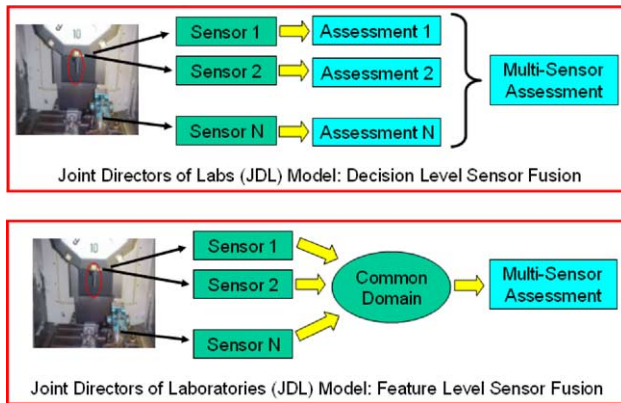 Sensor 1
Assessment 1
Sensor 2
Assessment 2
Multi-Sensor
Assessment
Sensor N
Assessment N
Joint Directors of Labs (JDL) Model: Decision Level Sensor Fusion
Sensor 1
Sensor 2
Common
Domain
Multi-Sensor
Assessment
Sensor N
Joint Directors of Laboratories (JDL) Model: Feature Level Sensor Fusion